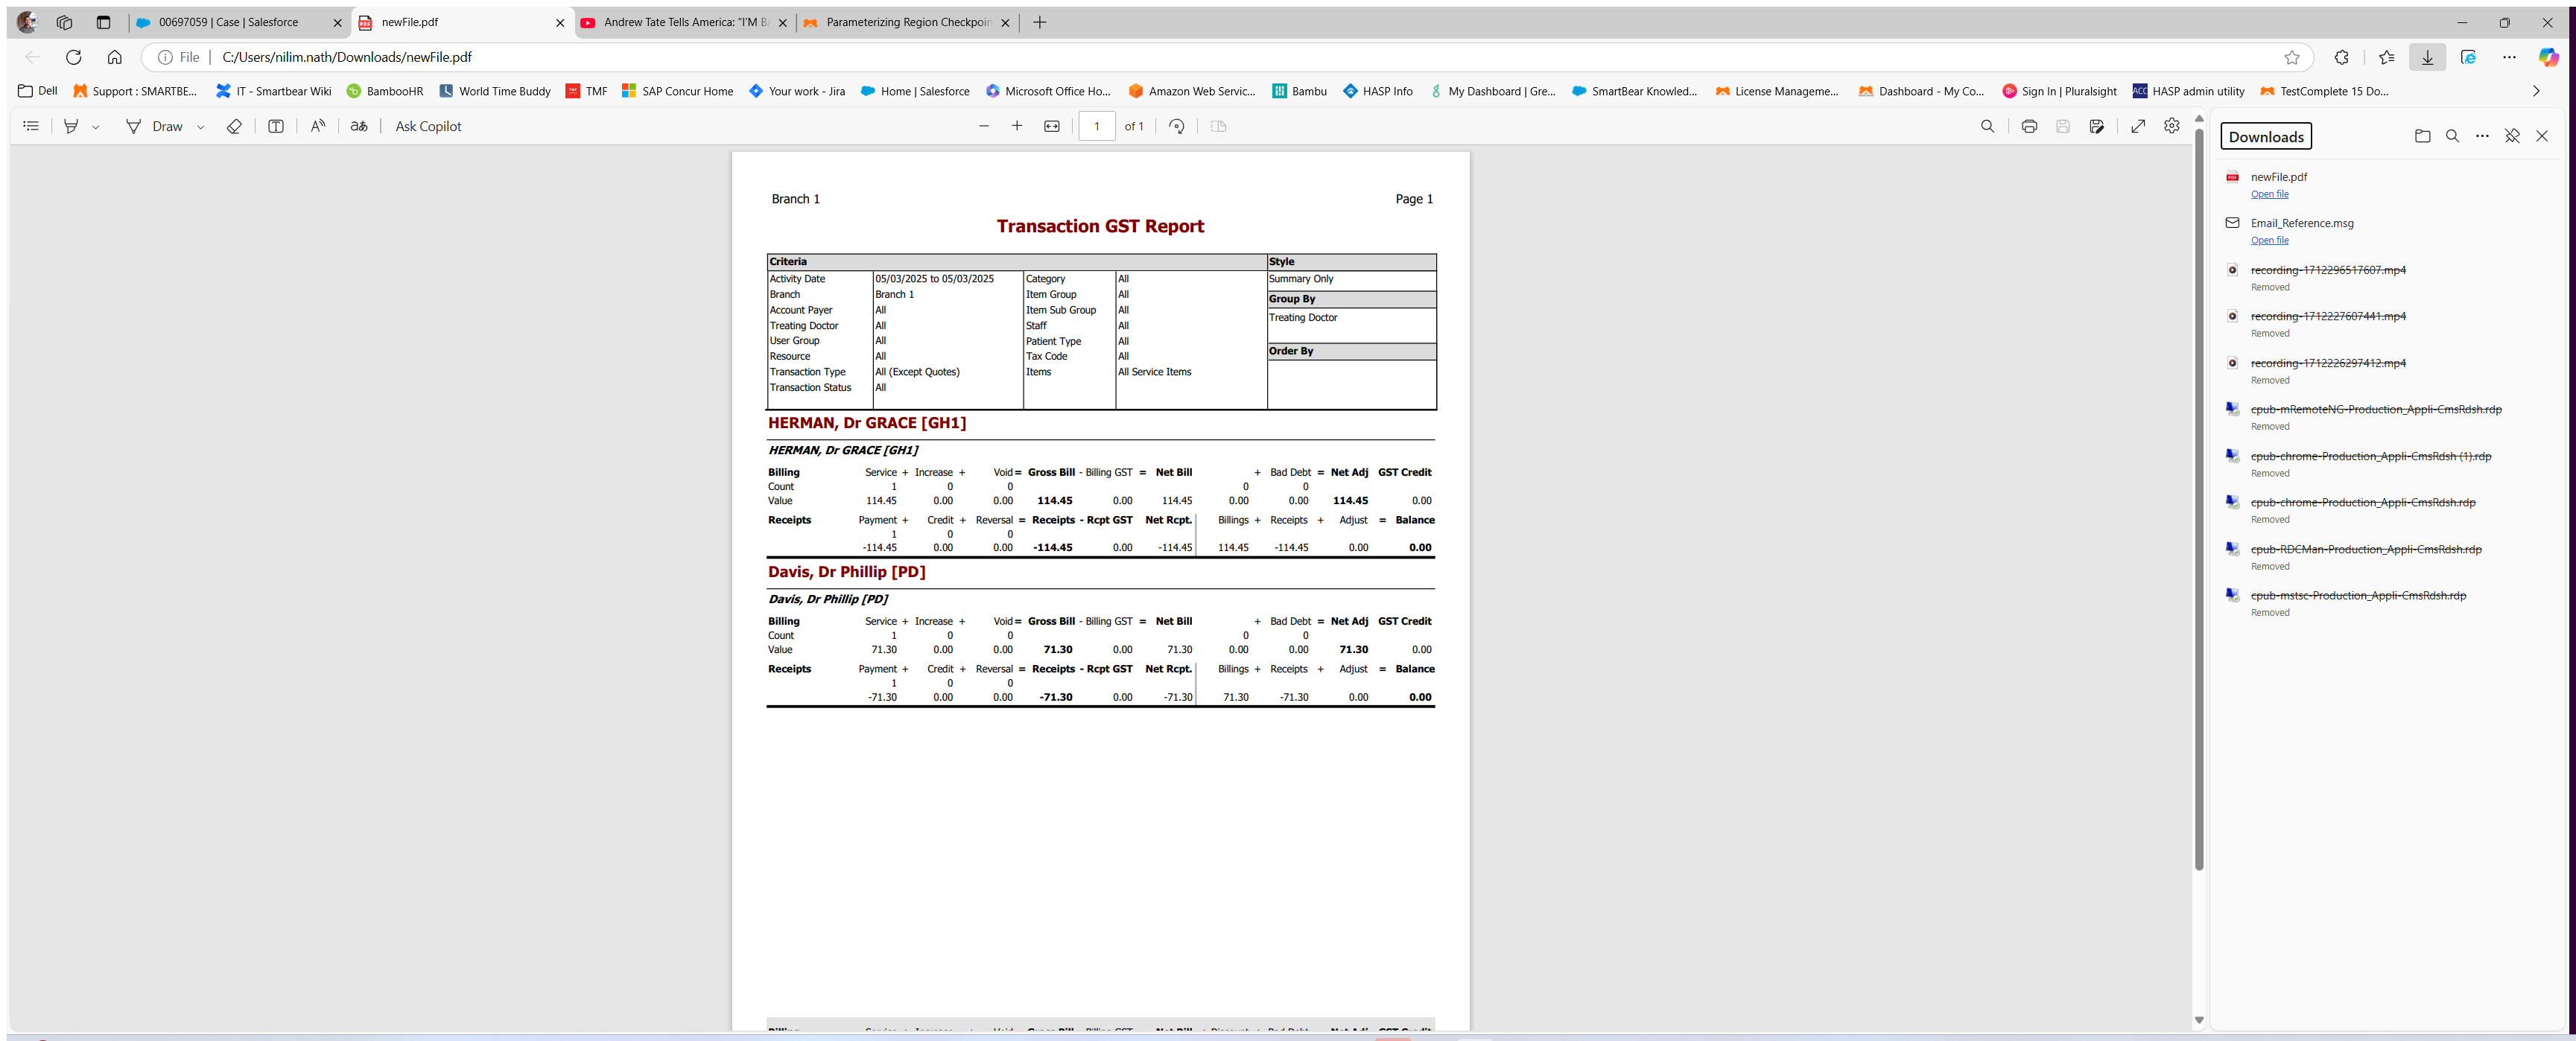 00697059 | Case | Salesforce
newFile.pdf
Andrew Tate Tells America: "I'M B
Parameterizing Region Checkpoin
File | C:/Users/nilim.nath/Downloads/newFile.pdf
Dell
Support : SMARTBE...
IT - Smartbear Wiki
BambooHR
World Time Buddy
TMF
SAP Concur Home
Your work - Jira
Home | Salesforce
Microsoft Office Ho...
Amazon Web Servic...
Bambu
HASP Info
My Dashboard | Gre...
SmartBear Knowled...
License Manageme...
Dashboard - My Co...
Sign In | Pluralsight
HASP admin utility
TestComplete 15 Do...
Draw
Ask Copilot
1 of 1
Branch 1 Page 1
Transaction GST Report
Criteria Style
Activity Date 05/03/2025 to 05/03/2025 Category All Summary Only
Branch Branch 1 Item Group All Group By
Account Payer All Item Sub Group All Treating Doctor
Treating Doctor All Staff All
User Group All Patient Type All Order By
Resource All Tax Code All
Transaction Type All (Except Quotes) Items All Service Items
Transaction Status All
HERMAN, Dr GRACE [GH1]
HERMAN, Dr GRACE [GH1]
Billing Service + Increase + Void = Gross Bill - Billing GST = Net Bill + Bad Debt = Net Adj GST Credit
Count 1 0 0 0 0
Value 114.45 0.00 0.00 114.45 0.00 114.45 0.00 0.00 114.45 0.00
Receipts Payment + Credit + Reversal = Receipts - Rcpt GST Net Rcpt. Billings + Receipts + Adjust = Balance
1 0 0
-114.45 0.00 0.00 -114.45 0.00 -114.45 114.45 -114.45 0.00 0.00
Davis, Dr Phillip [PD]
Davis, Dr Phillip [PD]
Billing Service + Increase + Void = Gross Bill - Billing GST = Net Bill + Bad Debt = Net Adj GST Credit
Count 1 0 0 0 0
Value 71.30 0.00 0.00 71.30 0.00 71.30 0.00 0.00 71.30 0.00
Receipts Payment + Credit + Reversal = Receipts - Rcpt GST Net Rcpt. Billings + Receipts + Adjust = Balance
1 0 0
-71.30 0.00 0.00 -71.30 0.00 -71.30 71.30 -71.30 0.00 0.00
Downloads
newFile.pdf
Open file
Email_Reference.msg
Open file
recording-1712296517607.mp4
Removed
recording-1712227607441.mp4
Removed
recording-1712226297412.mp4
Removed
cpub-mRemoteNG-Production_Appli-CmsRdsh.rdp
Removed
cpub-chrome-Production_Appli-CmsRdsh (1).rdp
Removed
cpub-chrome-Production_Appli-CmsRdsh.rdp
Removed
cpub-RDCMan-Production_Appli-CmsRdsh.rdp
Removed
cpub-mstsc-Production_Appli-CmsRdsh.rdp
Removed